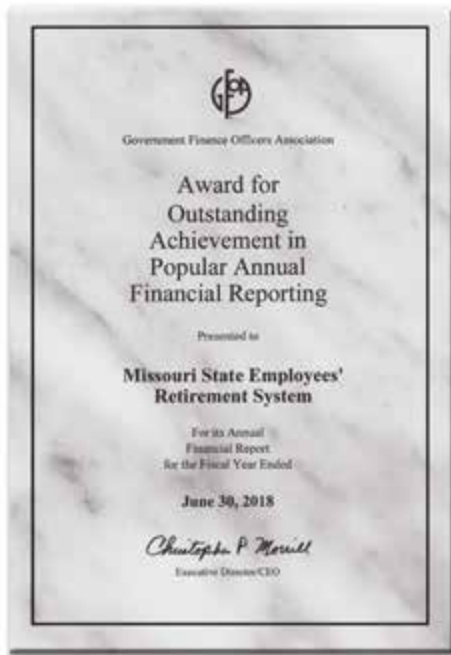 GFOA
Government Finance Officers Association
Award for
Outstanding
Achievement in
Popular Annual
Financial Reporting
Presented to
Missouri State Employees'
Retirement System
For its Annual
Financial Report
for the Fiscal Year Ended
June 30, 2018
Christopher P. Morrill
Executive Director/CEO